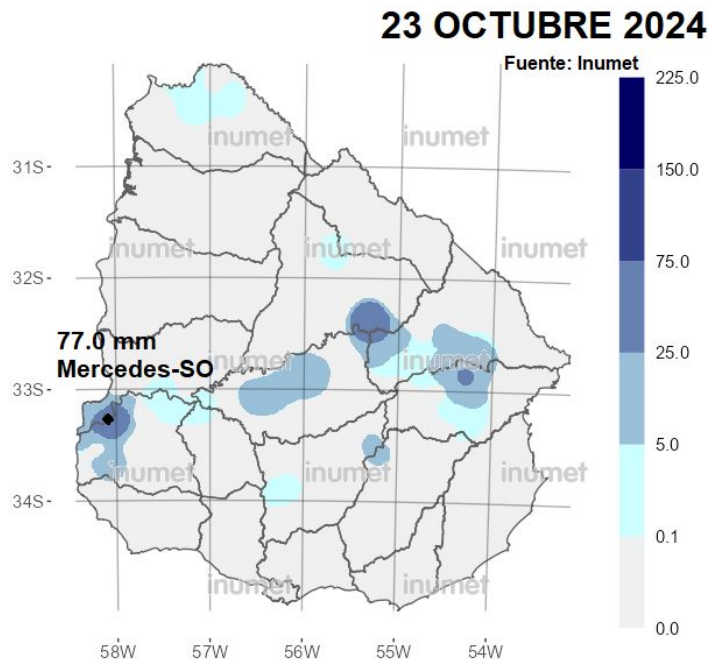 23 OCTUBRE 2024
Fuente: Inumet
225.0
inumet
inumet
31S-
150.0
inumet
inumet
inumet
75.0
32S-
77.0 mm
Mercedes-SO
inumet
inumet
25.0
33S-
5.0
inumet
inumet
inumet
34S-
0.1
inumet
inumet
0.0
58W
57W
56W
55W
54W